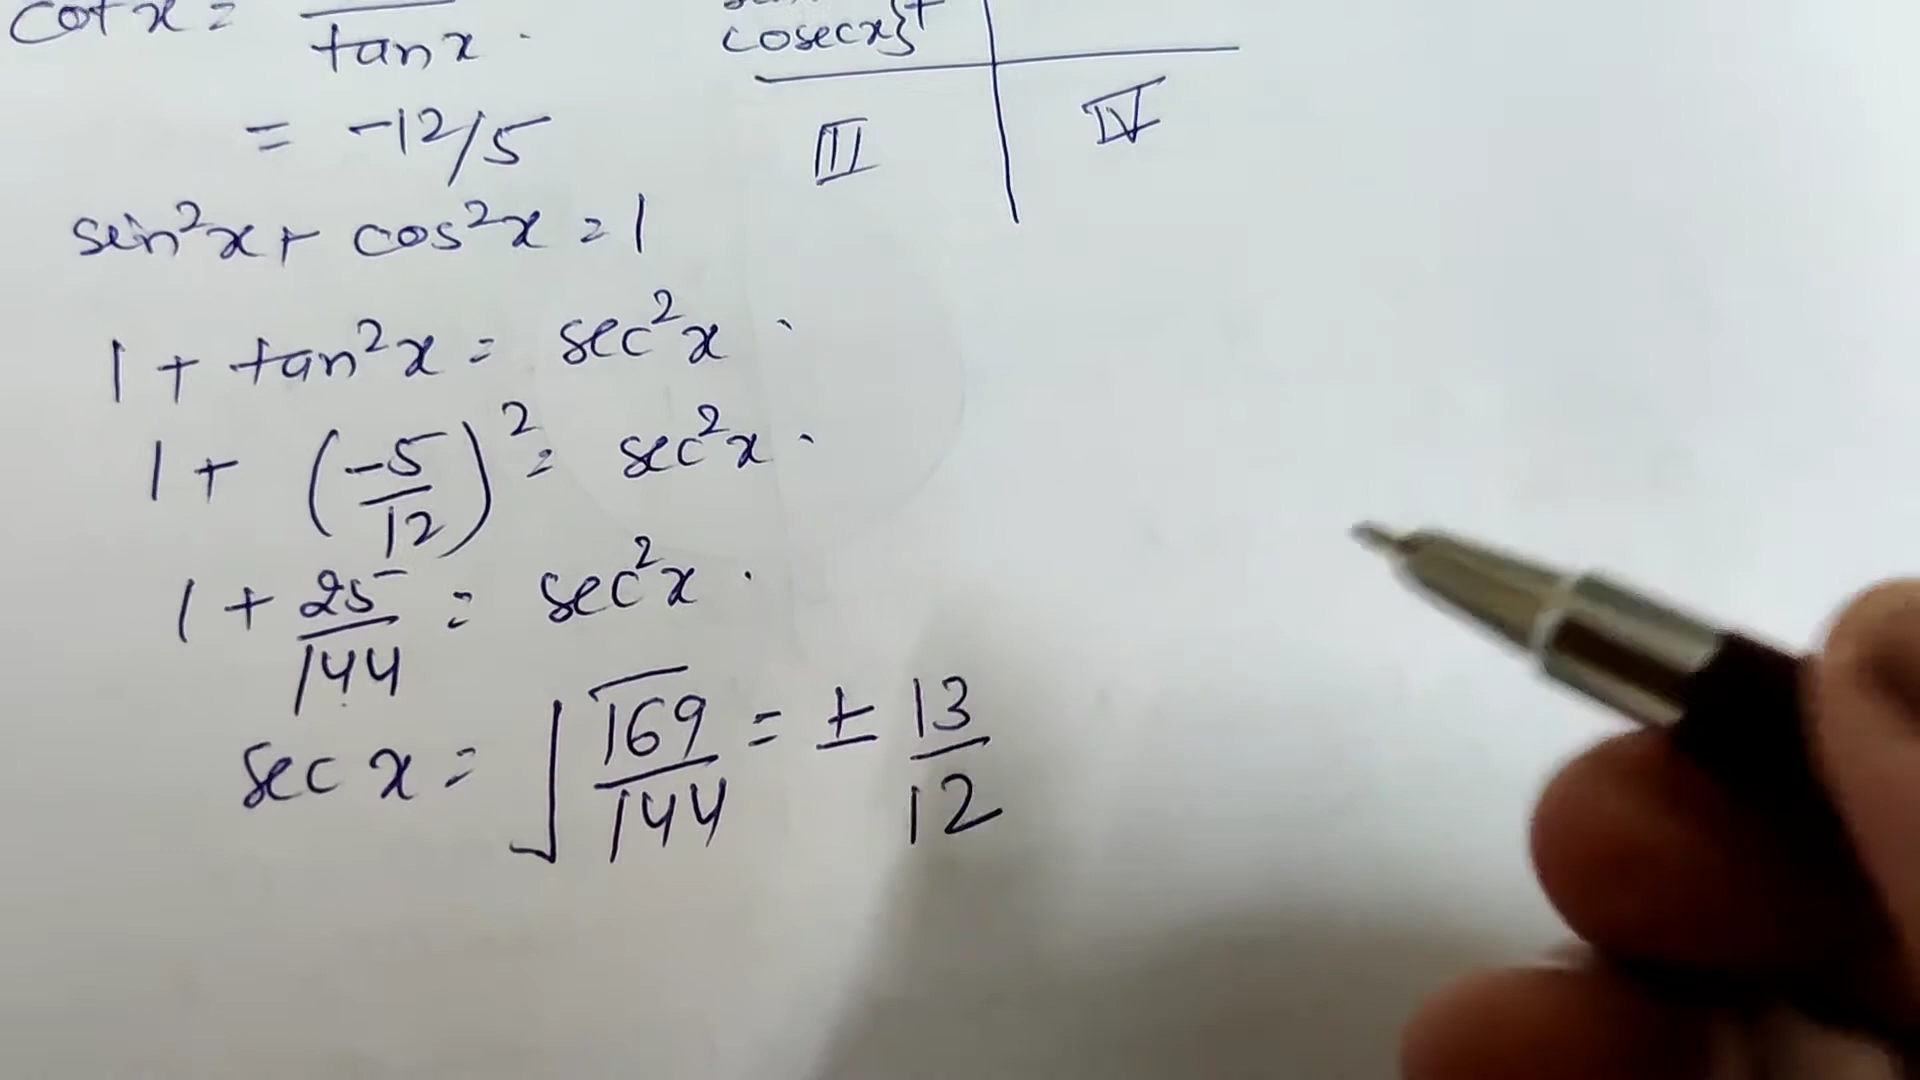 cot x =
tan x
cosec x} +
= -12/5
III
IV
sin²x + cos²x = 1
1 + tan²x = sec²x
1 + (-5/12)² = sec²x
1 + 25/144 = sec²x
sec x = √169/144 = ± 13/12